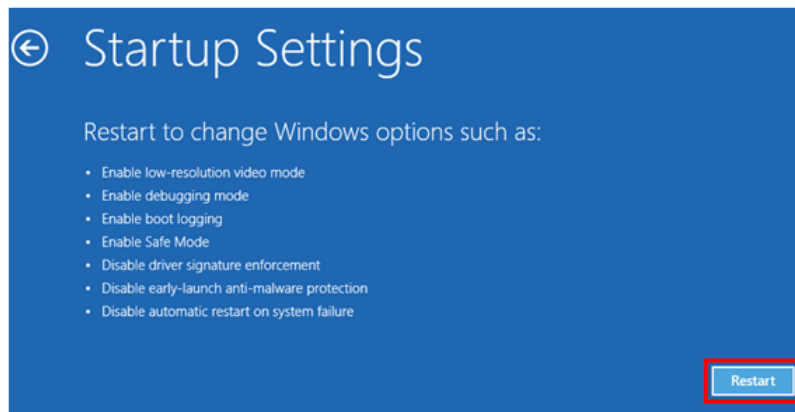 Startup Settings
Restart to change Windows options such as:
• Enable low-resolution video mode
• Enable debugging mode
• Enable boot logging
• Enable Safe Mode
• Disable driver signature enforcement
• Disable early-launch anti-malware protection
• Disable automatic restart on system failure
Restart